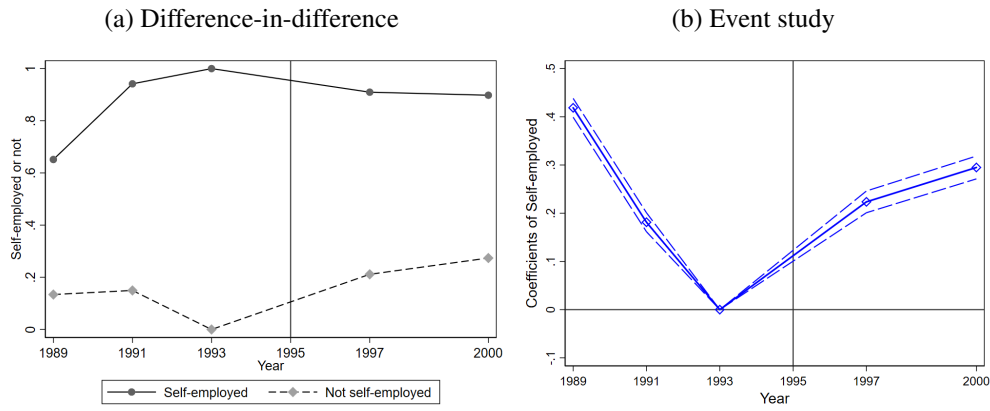 (a) Difference-in-difference
Self-employed or not
1
.8
.6
.4
.2
0
1989 1991 1993 1995 1997 2000
Year
Self-employed Not self-employed
(b) Event study
Coefficients of Self-employed
.5
.4
.3
.2
.1
0
-.1
1989 1991 1993 1995 1997 2000
Year